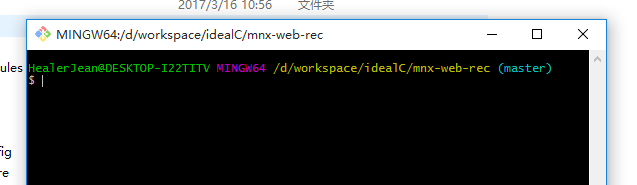 2017/3/16 10:56 文件夹
MINGW64:/d/workspace/idealC/mnx-web-rec
ules
HealerJean@DESKTOP-I22TITV MINGW64 /d/workspace/idealC/mnx-web-rec (master)
$
fig
re